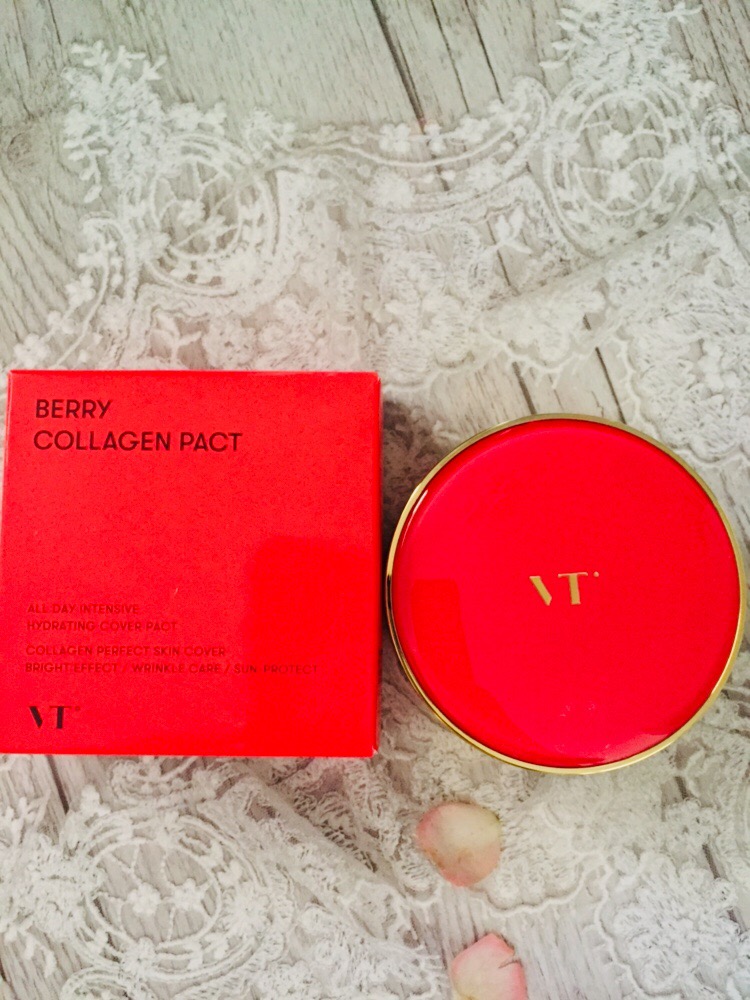 BERRY
COLLAGEN PACT
ALL DAY INTENSIVE
HYDRATING COVER PACT
COLLAGEN PERFECT SKIN COVER
BRIGHT EFFECT / WRINKLE CARE / SUN PROTECT
VT
VT